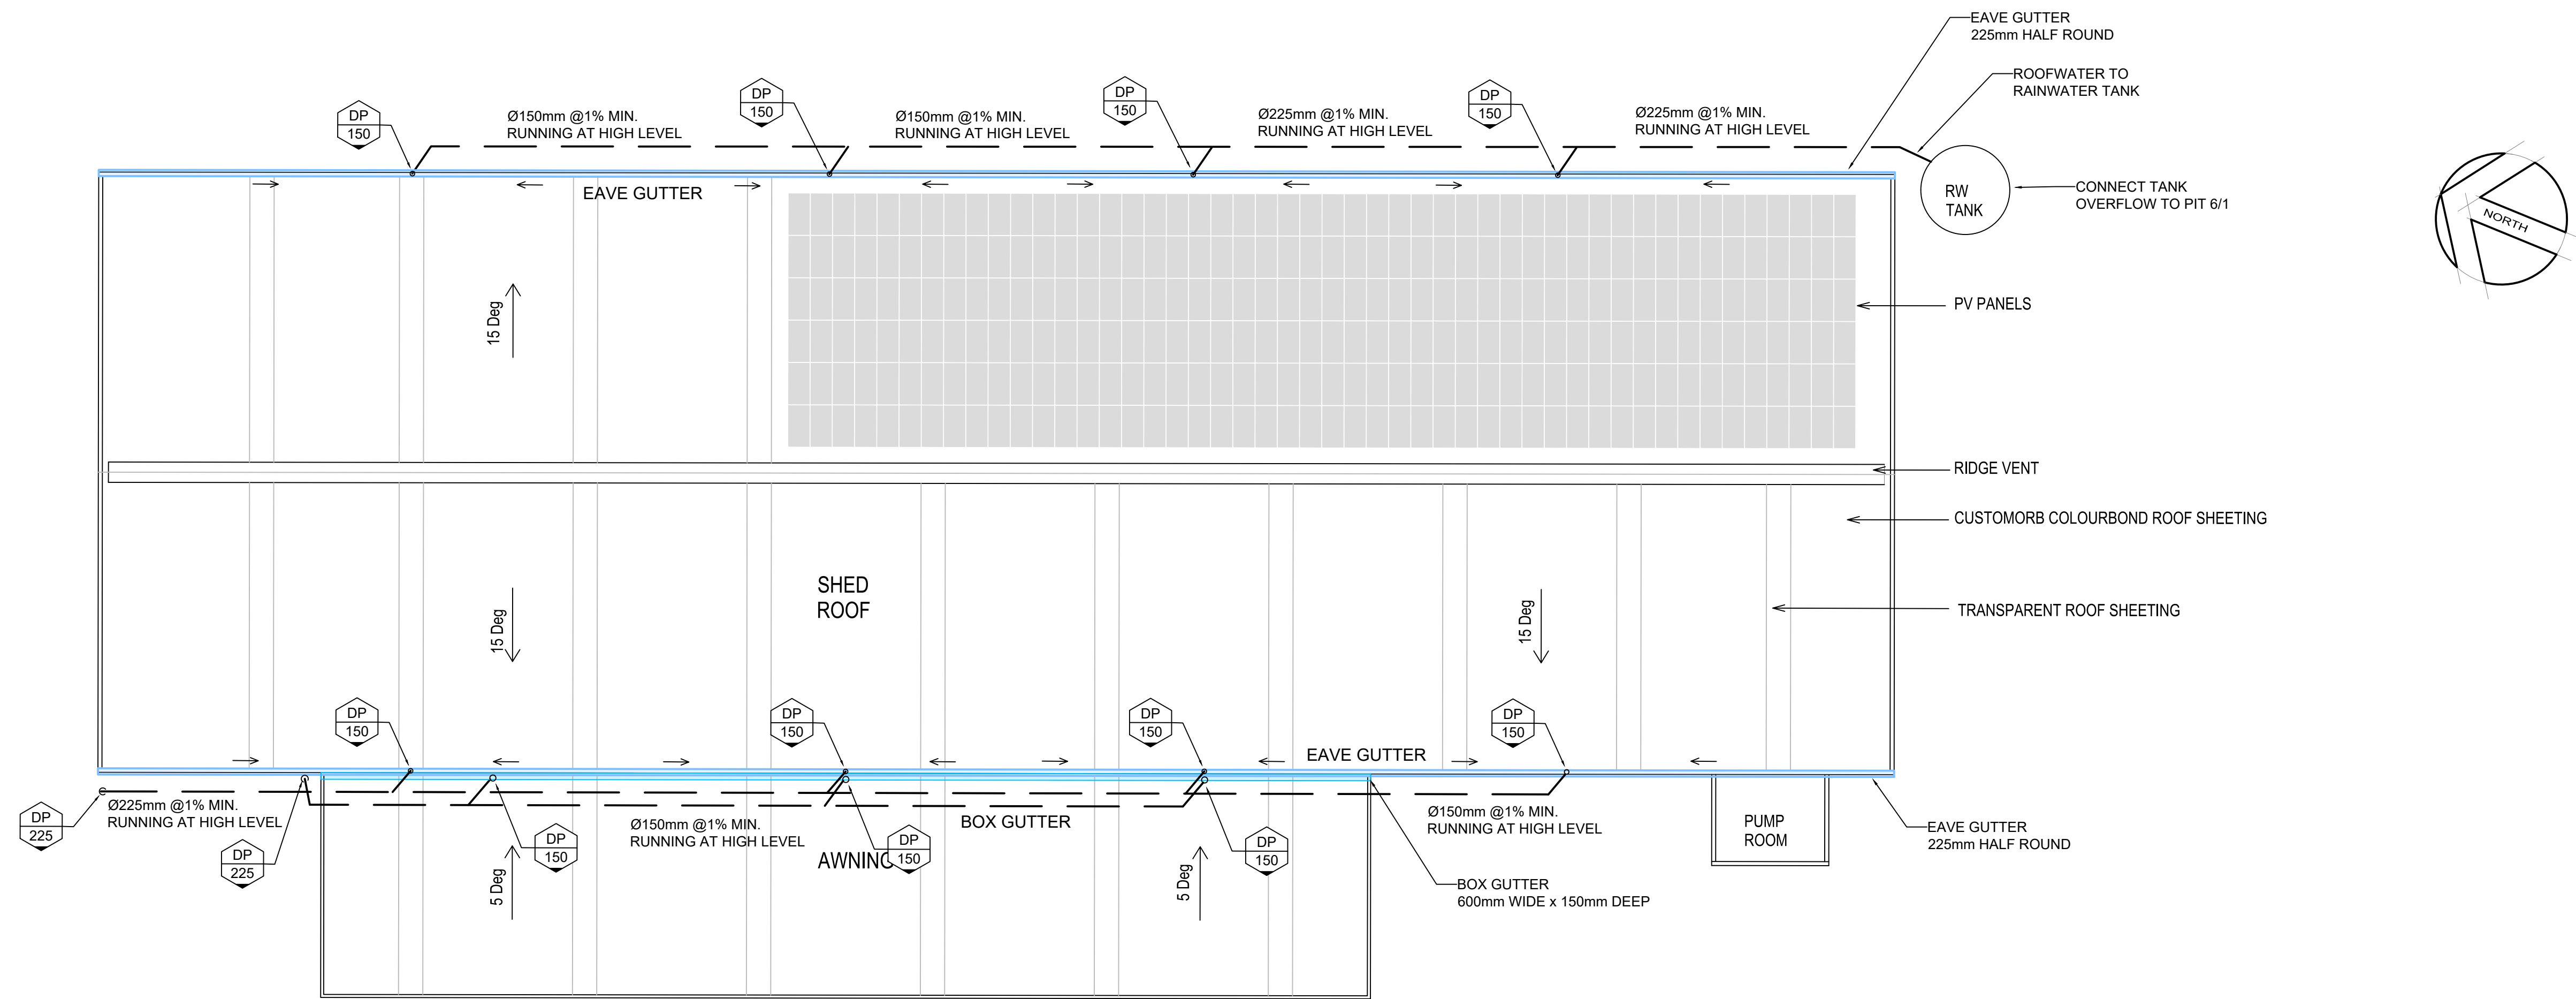 EAVE GUTTER
225mm HALF ROUND
ROOFWATER TO
RAINWATER TANK
DP
150
Ø150mm @1% MIN.
RUNNING AT HIGH LEVEL
DP
150
Ø150mm @1% MIN.
RUNNING AT HIGH LEVEL
DP
150
Ø225mm @1% MIN.
RUNNING AT HIGH LEVEL
DP
150
Ø225mm @1% MIN.
RUNNING AT HIGH LEVEL
EAVE GUTTER
RW
TANK
CONNECT TANK
OVERFLOW TO PIT 6/1
NORTH
15 Deg
PV PANELS
RIDGE VENT
CUSTOMORB COLOURBOND ROOF SHEETING
SHED
ROOF
15 Deg
15 Deg
TRANSPARENT ROOF SHEETING
DP
150
DP
150
DP
150
DP
150
EAVE GUTTER
DP
225
Ø225mm @1% MIN.
RUNNING AT HIGH LEVEL
DP
225
DP
150
Ø150mm @1% MIN.
RUNNING AT HIGH LEVEL
AWNING
DP
150
BOX GUTTER
DP
150
Ø150mm @1% MIN.
RUNNING AT HIGH LEVEL
PUMP
ROOM
EAVE GUTTER
225mm HALF ROUND
5 Deg
5 Deg
BOX GUTTER
600mm WIDE x 150mm DEEP